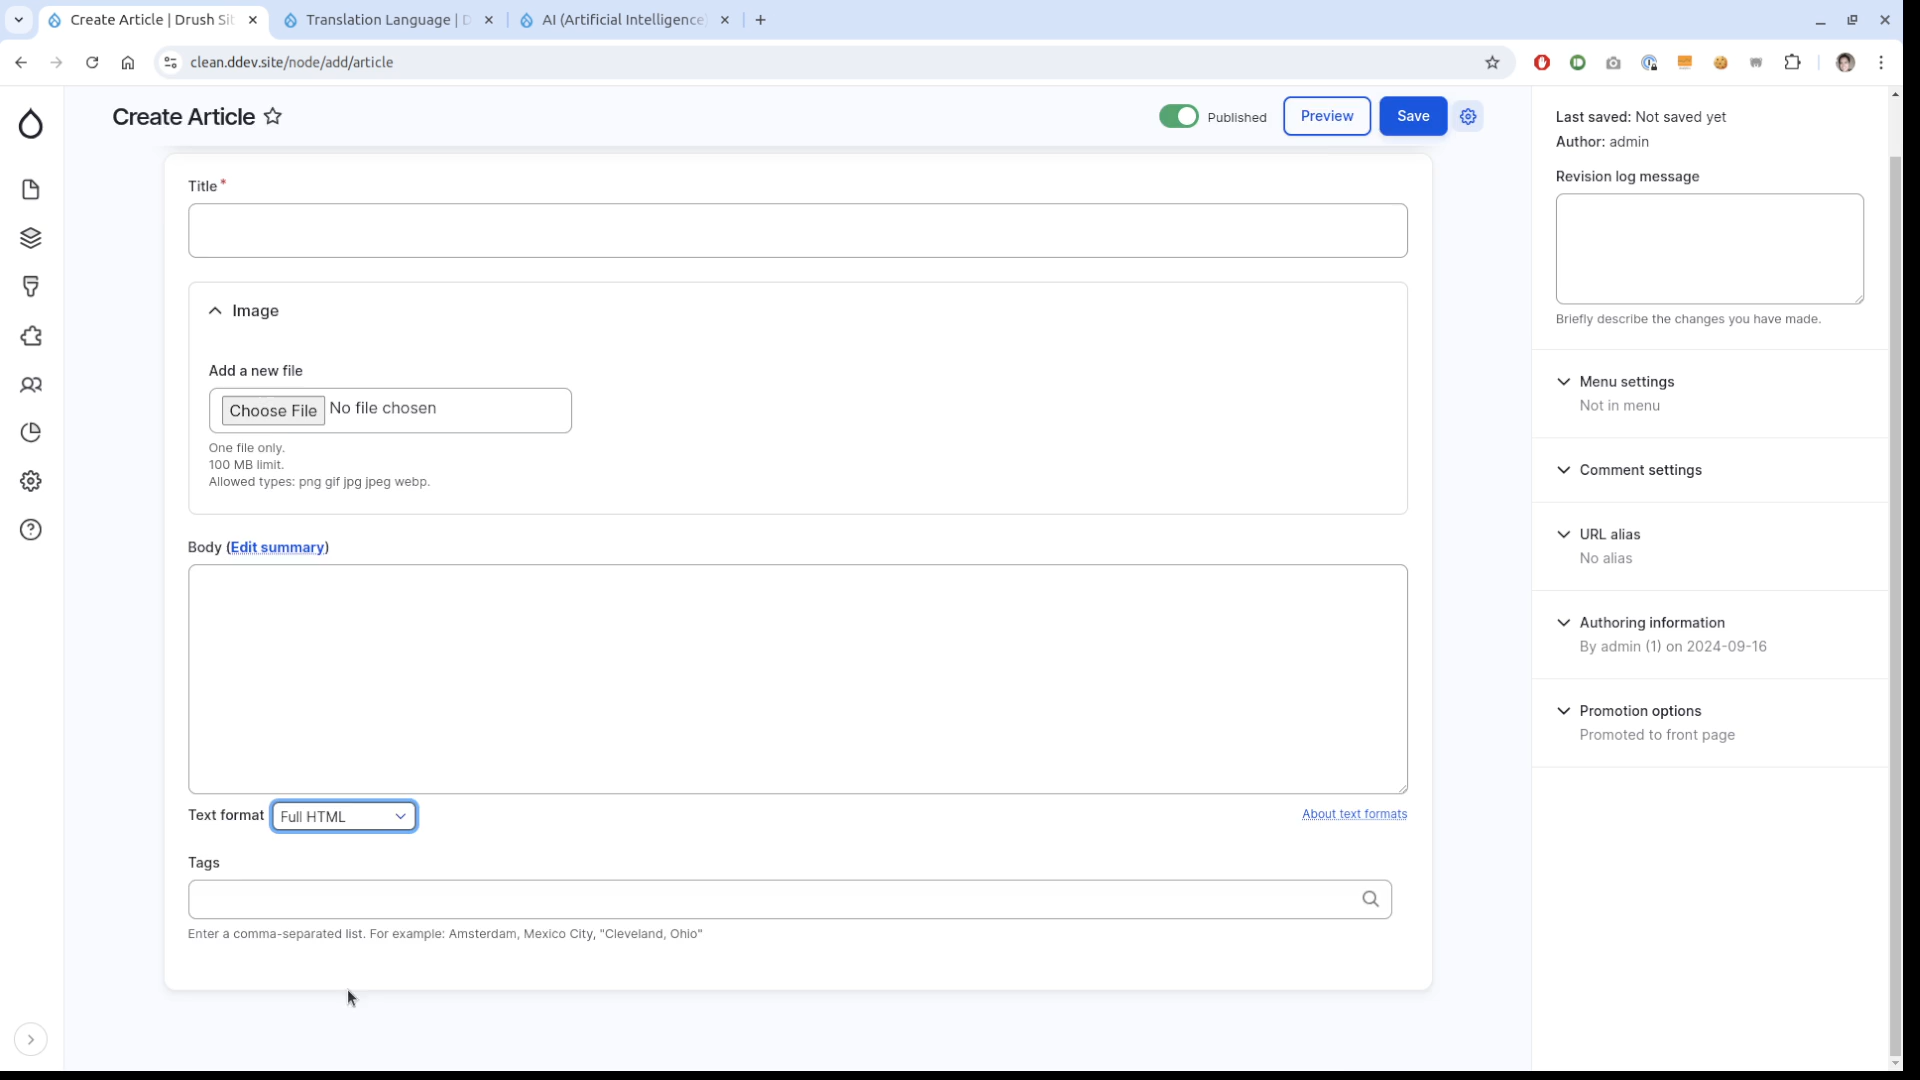 Create Article | Drush Sit
Translation Language | D
AI (Artificial Intelligence)
clean.ddev.site/node/add/article
Create Article
Published
Preview
Save
Title *
Image
Add a new file
Choose File No file chosen
One file only.
100 MB limit.
Allowed types: png gif jpg jpeg webp.
Body (Edit summary)
Text format Full HTML
About text formats
Tags
Enter a comma-separated list. For example: Amsterdam, Mexico City, "Cleveland, Ohio"
Last saved: Not saved yet
Author: admin
Revision log message
Briefly describe the changes you have made.
Menu settings
Not in menu
Comment settings
URL alias
No alias
Authoring information
By admin (1) on 2024-09-16
Promotion options
Promoted to front page